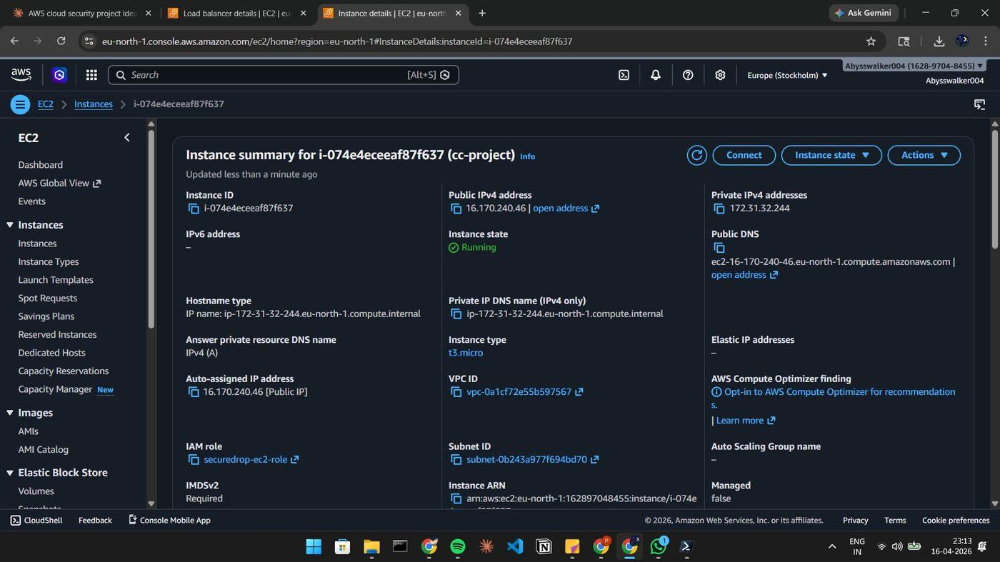 AWS cloud security project idea
Load balancer details | EC2 | eu-
Instance details | EC2 | eu-north
Ask Gemini
eu-north-1.console.aws.amazon.com/ec2/home?region=eu-north-1#InstanceDetails:instanceId=i-074e4eceeaf87f637
aws
Search
[Alt+S]
Europe (Stockholm)
Abysswalker004 (1628-9704-8455)
Abysswalker004
EC2
Instances
i-074e4eceeaf87f637
EC2
Dashboard
AWS Global View
Events
Instances
Instances
Instance Types
Launch Templates
Spot Requests
Savings Plans
Reserved Instances
Dedicated Hosts
Capacity Reservations
Capacity Manager New
Images
AMIs
AMI Catalog
Elastic Block Store
Volumes
Snapshots
Instance summary for i-074e4eceeaf87f637 (cc-project) Info
Updated less than a minute ago
Connect
Instance state
Actions
Instance ID
i-074e4eceeaf87f637
Public IPv4 address
16.170.240.46 | open address
Private IPv4 addresses
172.31.32.244
IPv6 address
–
Instance state
Running
Public DNS
ec2-16-170-240-46.eu-north-1.compute.amazonaws.com |
open address
Hostname type
IP name: ip-172-31-32-244.eu-north-1.compute.internal
Private IP DNS name (IPv4 only)
ip-172-31-32-244.eu-north-1.compute.internal
Answer private resource DNS name
IPv4 (A)
Instance type
t3.micro
Elastic IP addresses
–
Auto-assigned IP address
16.170.240.46 [Public IP]
VPC ID
vpc-0a1cf72e55b597567
AWS Compute Optimizer finding
Opt-in to AWS Compute Optimizer for recommendation
s.
| Learn more
IAM role
securedrop-ec2-role
Subnet ID
subnet-0b243a977f694bd70
Auto Scaling Group name
–
IMDSv2
Required
Instance ARN
arn:aws:ec2:eu-north-1:162897048455:instance/i-074e
Managed
false
CloudShell
Feedback
Console Mobile App
© 2026, Amazon Web Services, Inc. or its affiliates.
Privacy
Terms
Cookie preferences
P
1
ENG
IN
23:13
16-04-2026